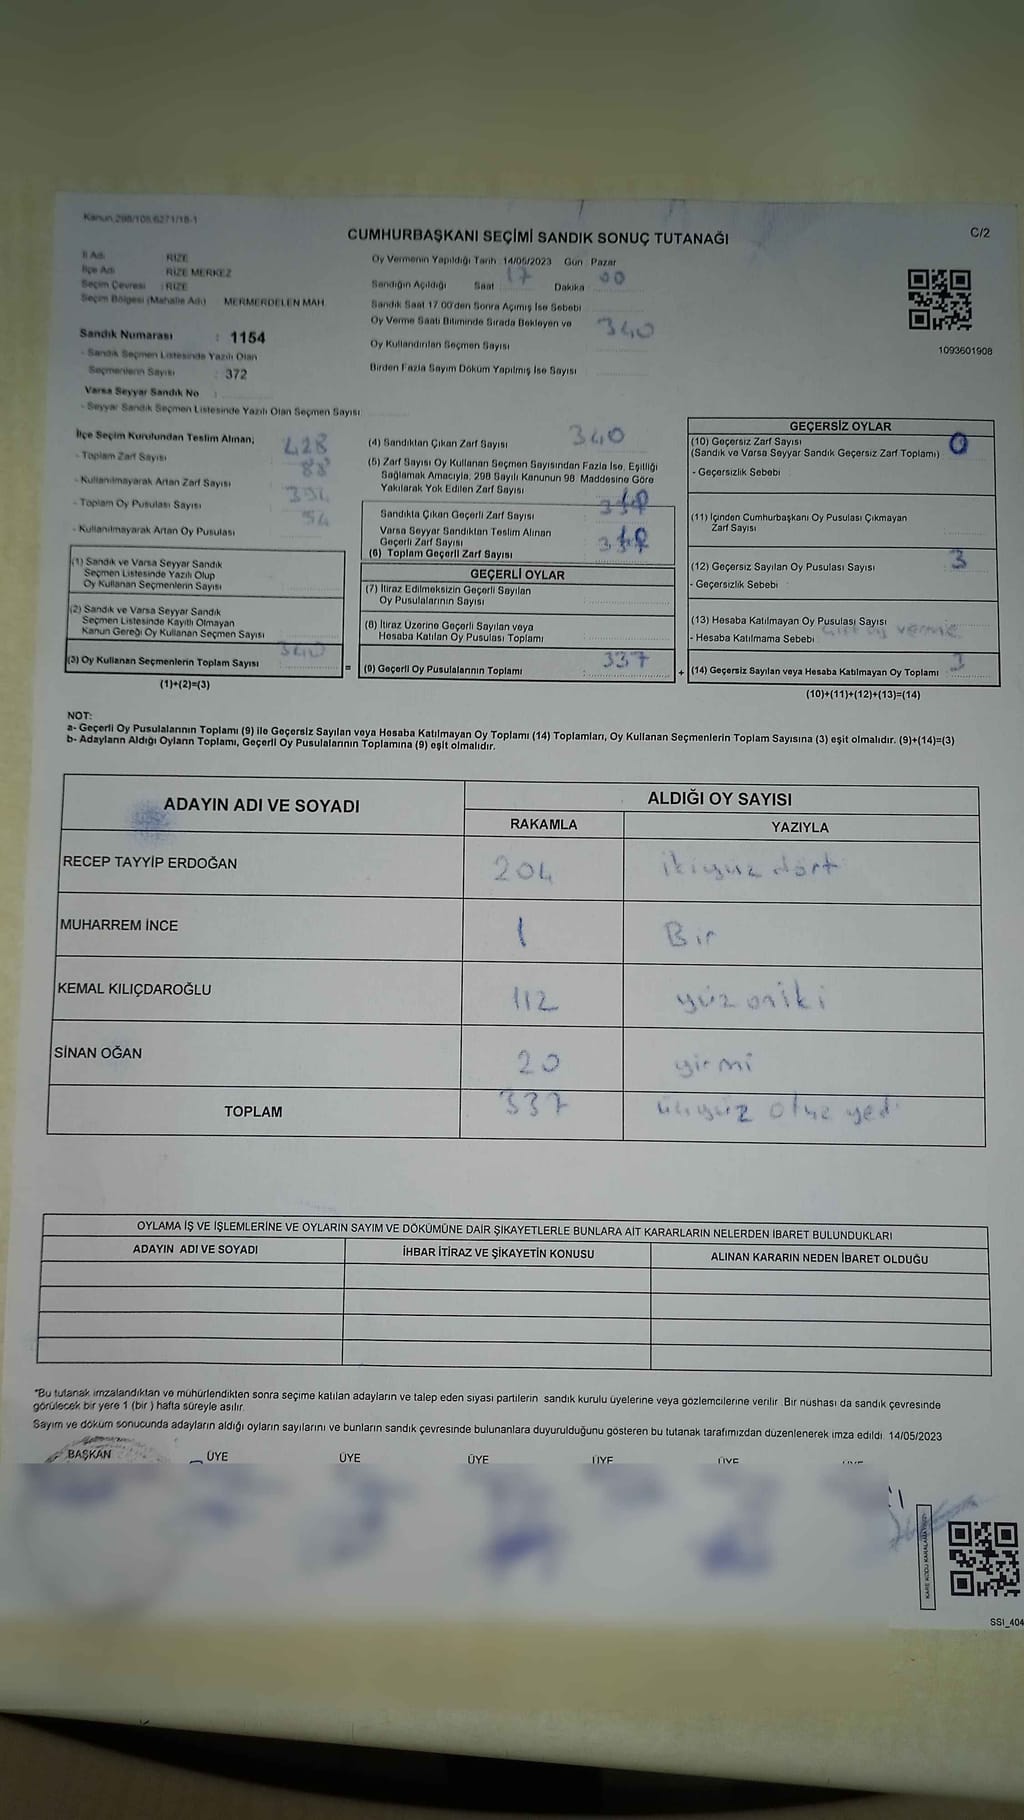 Kanun 298/105,6271/18-1
CUMHURBAŞKANI SEÇİMİ SANDIK SONUÇ TUTANAĞI
C/2
İl Adı : RİZE
İlçe Adı : RİZE MERKEZ
Seçim Çevresi : RİZE
Seçim Bölgesi (Mahalle Adı) : MERMERDELEN MAH.
Sandık Numarası : 1154
- Sandık Seçmen Listesinde Yazılı Olan
Seçmenlerin Sayısı : 372
Varsa Seyyar Sandık No :
- Seyyar Sandık Seçmen Listesinde Yazılı Olan Seçmen Sayısı
Oy Vermenin Yapıldığı Tarih : 14/05/2023 Gün : Pazar
Sandığın Açıldığı Saat 17 Dakika 00
Sandık Saat 17.00'den Sonra Açımış İse Sebebi
Oy Verme Saati Bitiminde Sırada Bekleyen ve
Oy Kullandırılan Seçmen Sayısı 340
Birden Fazla Sayım Döküm Yapılmış İse Sayısı
1093601908
İlçe Seçim Kurulundan Teslim Alınan;
- Toplam Zarf Sayısı 428
- Kullanılmayarak Artan Zarf Sayısı 88
- Toplam Oy Pusulası Sayısı
- Kullanılmayarak Artan Oy Pusulası 54
(1) Sandık ve Varsa Seyyar Sandık
Seçmen Listesinde Yazılı Olup
Oy Kullanan Seçmenlerin Sayısı
(2) Sandık ve Varsa Seyyar Sandık
Seçmen Listesinde Kayıtlı Olmayan
Kanun Gereği Oy Kullanan Seçmen Sayısı
(3) Oy Kullanan Seçmenlerin Toplam Sayısı 340
(1)+(2)=(3)
(4) Sandıktan Çıkan Zarf Sayısı 340
(5) Zarf Sayısı Oy Kullanan Seçmen Sayısından Fazla İse, Eşitliği
Sağlamak Amacıyla, 298 Sayılı Kanunun 98. Maddesine Göre
Yakılarak Yok Edilen Zarf Sayısı
Sandıkta Çıkan Geçerli Zarf Sayısı
Varsa Seyyar Sandıktan Teslim Alınan
Geçerli Zarf Sayısı
(6) Toplam Geçerli Zarf Sayısı
GEÇERLİ OYLAR
(7) İtiraz Edilmeksizin Geçerli Sayılan
Oy Pusulalarının Sayısı
(8) İtiraz Üzerine Geçerli Sayılan veya
Hesaba Katılan Oy Pusulası Toplamı
= (9) Geçerli Oy Pusulalarının Toplamı : 337
GEÇERSİZ OYLAR
(10) Geçersiz Zarf Sayısı
(Sandık ve Varsa Seyyar Sandık Geçersiz Zarf Toplamı) 0
- Geçersizlik Sebebi
(11) İçinden Cumhurbaşkanı Oy Pusulası Çıkmayan
Zarf Sayısı
(12) Geçersiz Sayılan Oy Pusulası Sayısı 3
- Geçersizlik Sebebi
(13) Hesaba Katılmayan Oy Pusulası Sayısı
- Hesaba Katılmama Sebebi Çift oy verme
+ (14) Geçersiz Sayılan veya Hesaba Katılmayan Oy Toplamı 3
(10)+(11)+(12)+(13)=(14)
NOT:
a- Geçerli Oy Pusulalarının Toplamı (9) ile Geçersiz Sayılan veya Hesaba Katılmayan Oy Toplamı (14) Toplamları, Oy Kullanan Seçmenlerin Toplam Sayısına (3) eşit olmalıdır. (9)+(14)=(3)
b- Adayların Aldığı Oyların Toplamı, Geçerli Oy Pusulalarının Toplamına (9) eşit olmalıdır.
ADAYIN ADI VE SOYADI
ALDIĞI OY SAYISI
RAKAMLA YAZIYLA
RECEP TAYYİP ERDOĞAN 204 ikiyüz dört
MUHARREM İNCE 1 Bir
KEMAL KILIÇDAROĞLU 112 yüz oniki
SİNAN OĞAN 20 yirmi
TOPLAM 337 üçyüz otuz yedi
OYLAMA İŞ VE İŞLEMLERİNE VE OYLARIN SAYIM VE DÖKÜMÜNE DAİR ŞİKAYETLERLE BUNLARA AİT KARARLARIN NELERDEN İBARET BULUNDUKLARI
ADAYIN ADI VE SOYADI İHBAR İTİRAZ VE ŞİKAYETİN KONUSU ALINAN KARARIN NEDEN İBARET OLDUĞU
*Bu tutanak imzalandıktan ve mühürlendikten sonra seçime katılan adayların ve talep eden siyasi partilerin sandık kurulu üyelerine veya gözlemcilerine verilir. Bir nüshası da sandık çevresinde
görülecek bir yere 1 (bir ) hafta süreyle asılır.
Sayım ve döküm sonucunda adayların aldığı oyların sayılarını ve bunların sandık çevresinde bulunanlara duyurulduğunu gösteren bu tutanak tarafımızdan düzenlenerek imza edildi. 14/05/2023
BAŞKAN ÜYE ÜYE ÜYE ÜYE ÜYE
KARE KODU KARALAMAYINIZ!
SSI_404